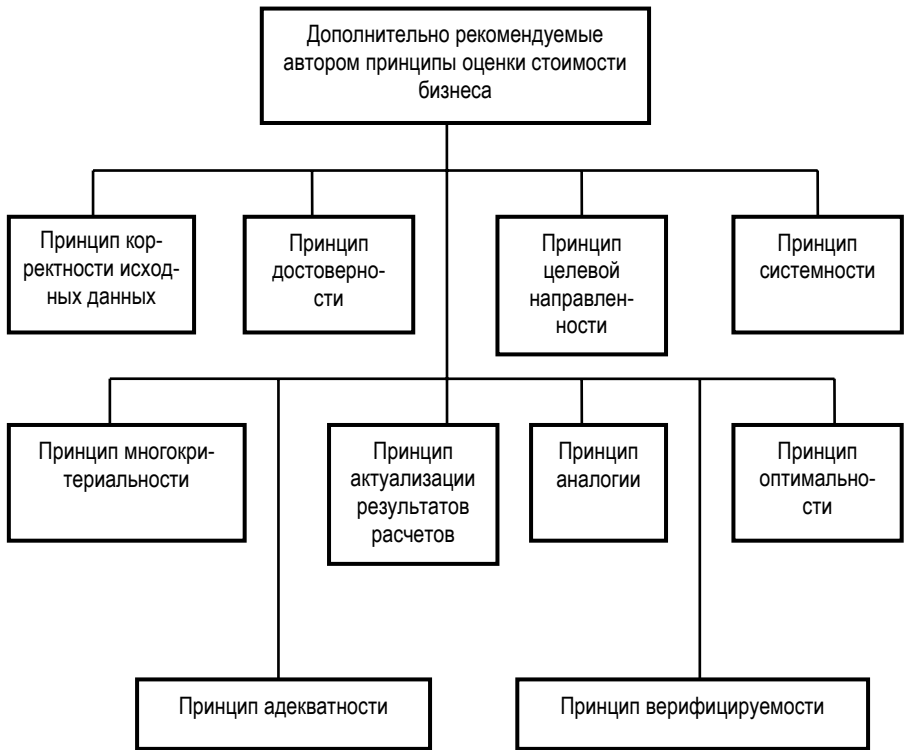 Дополнительно рекомендуемые
автором принципы оценки стоимости
бизнеса
Принцип кор-
ректности исход-
ных данных
Принцип
достоверно-
сти
Принцип
целевой
направлен-
ности
Принцип
системности
Принцип многокри-
териальности
Принцип
актуализации
результатов
расчетов
Принцип
аналогии
Принцип
оптимально-
сти
Принцип адекватности
Принцип верифицируемости